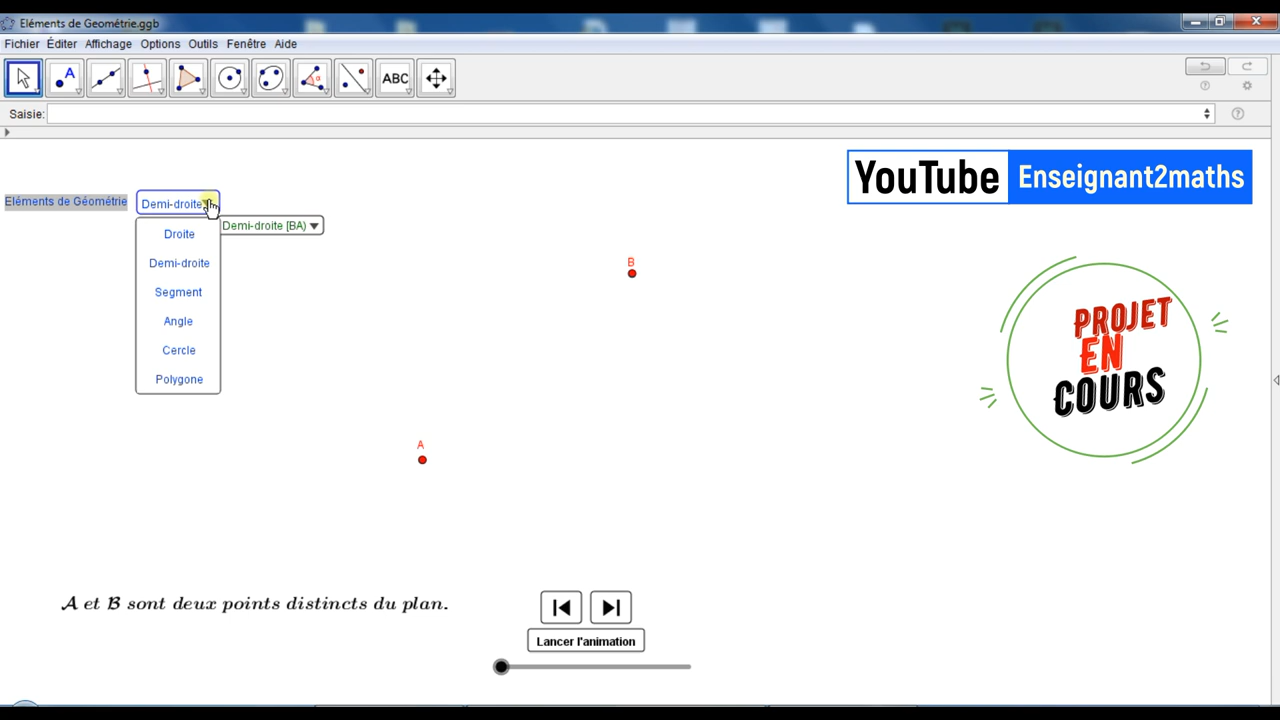 Eléments de Geométrie.ggb
Fichier Éditer Affichage Options Outils Fenêtre Aide
A ABC
Saisie:
YouTube Enseignant2maths
Eléments de Géométrie Demi-droite
Demi-droite [BA)
Droite
Demi-droite
Segment
Angle
Cercle
Polygone
B
PROJET
EN
COURS
A
A et B sont deux points distincts du plan.
Lancer l'animation